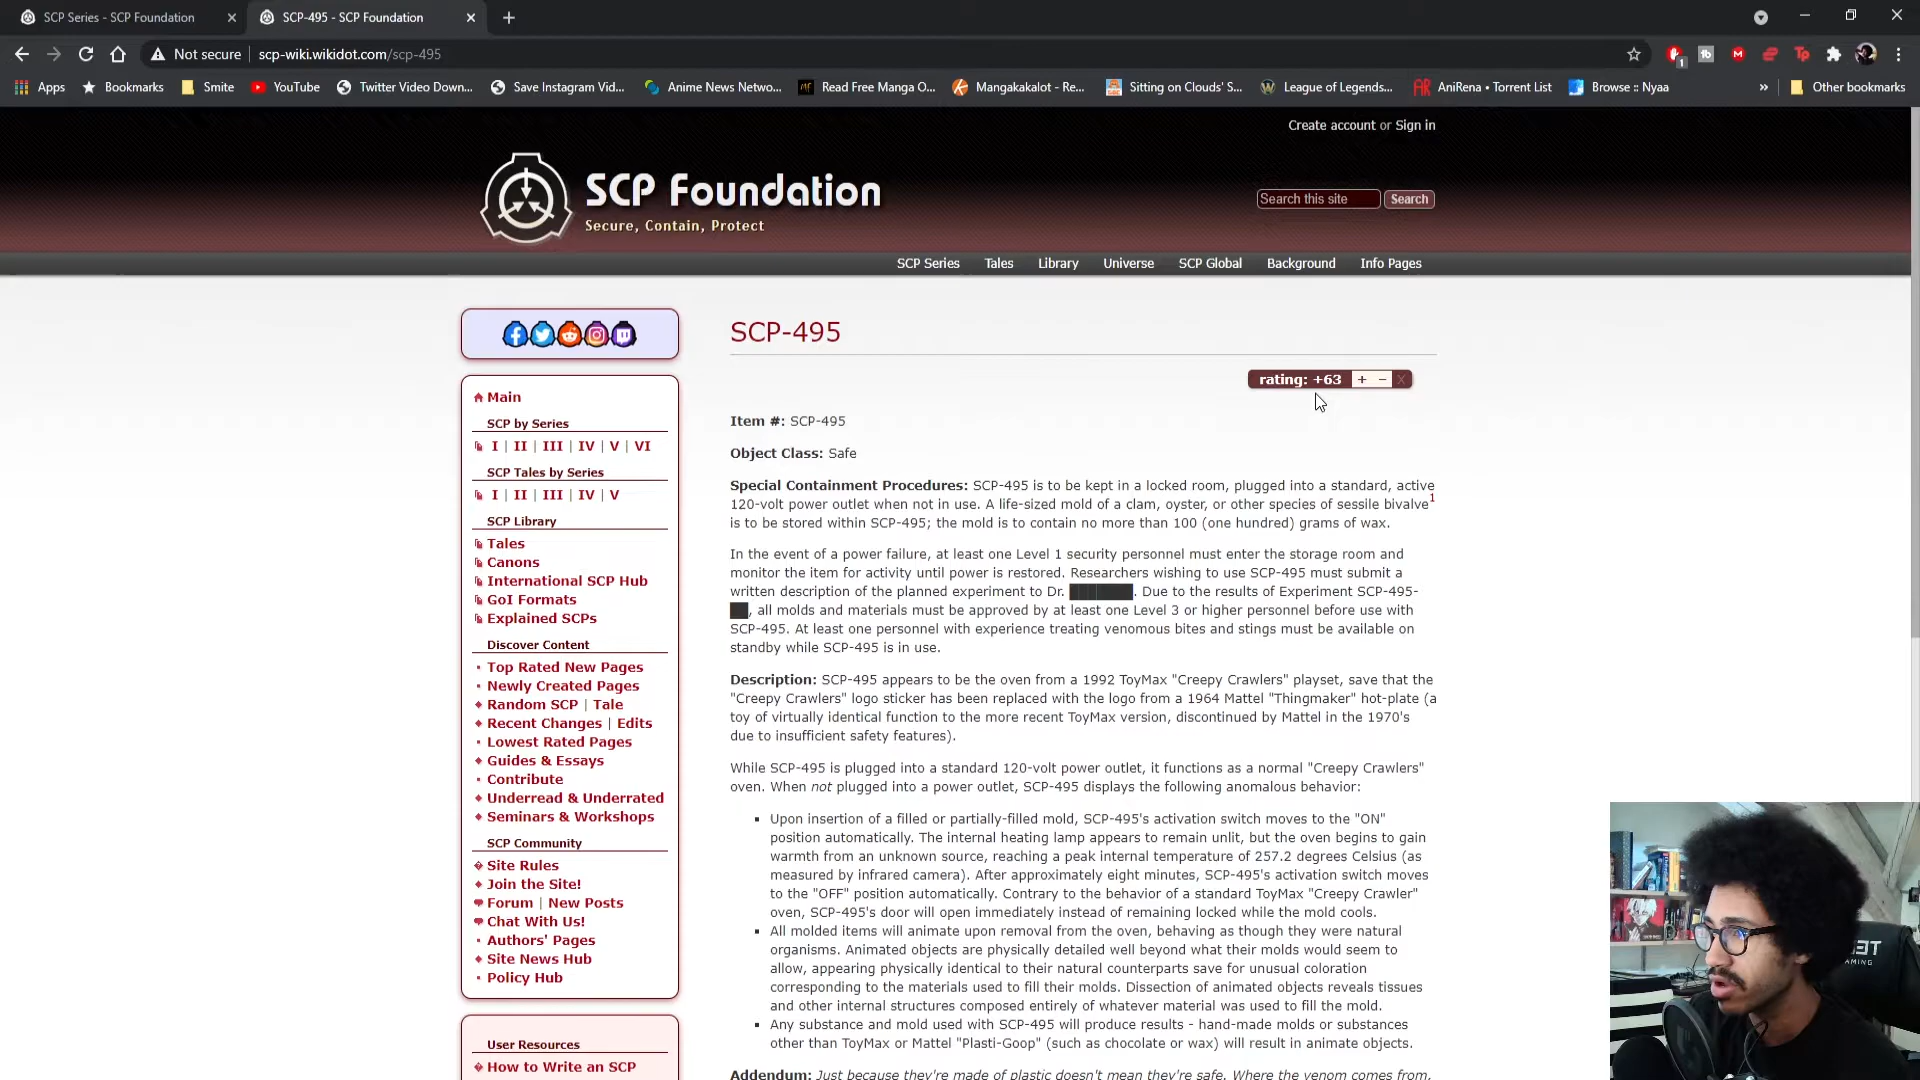 SCP Series - SCP Foundation
SCP-495 - SCP Foundation
Not secure
scp-wiki.wikidot.com/scp-495
Apps
Bookmarks
Smite
YouTube
Twitter Video Down...
Save Instagram Vid...
Anime News Netwo...
Read Free Manga O...
Mangakakalot - Re...
Sitting on Clouds' S...
League of Legends...
AniRena • Torrent List
Browse :: Nyaa
»
Other bookmarks
Create account or Sign in
SCP Foundation
Secure, Contain, Protect
Search this site
Search
SCP Series
Tales
Library
Universe
SCP Global
Background
Info Pages
Main
SCP by Series
I | II | III | IV | V | VI
SCP Tales by Series
I | II | III | IV | V
SCP Library
Tales
Canons
International SCP Hub
GoI Formats
Explained SCPs
Discover Content
Top Rated New Pages
Newly Created Pages
Random SCP | Tale
Recent Changes | Edits
Lowest Rated Pages
Guides & Essays
Contribute
Underread & Underrated
Seminars & Workshops
SCP Community
Site Rules
Join the Site!
Forum | New Posts
Chat With Us!
Authors' Pages
Site News Hub
Policy Hub
User Resources
How to Write an SCP
SCP-495
rating: +63 + − X
Item #: SCP-495
Object Class: Safe
Special Containment Procedures: SCP-495 is to be kept in a locked room, plugged into a standard, active
120-volt power outlet when not in use. A life-sized mold of a clam, oyster, or other species of sessile bivalve1
is to be stored within SCP-495; the mold is to contain no more than 100 (one hundred) grams of wax.
In the event of a power failure, at least one Level 1 security personnel must enter the storage room and
monitor the item for activity until power is restored. Researchers wishing to use SCP-495 must submit a
written description of the planned experiment to Dr. ███████. Due to the results of Experiment SCP-495-
██, all molds and materials must be approved by at least one Level 3 or higher personnel before use with
SCP-495. At least one personnel with experience treating venomous bites and stings must be available on
standby while SCP-495 is in use.
Description: SCP-495 appears to be the oven from a 1992 ToyMax "Creepy Crawlers" playset, save that the
"Creepy Crawlers" logo sticker has been replaced with the logo from a 1964 Mattel "Thingmaker" hot-plate (a
toy of virtually identical function to the more recent ToyMax version, discontinued by Mattel in the 1970's
due to insufficient safety features).
While SCP-495 is plugged into a standard 120-volt power outlet, it functions as a normal "Creepy Crawlers"
oven. When not plugged into a power outlet, SCP-495 displays the following anomalous behavior:
Upon insertion of a filled or partially-filled mold, SCP-495's activation switch moves to the "ON"
position automatically. The internal heating lamp appears to remain unlit, but the oven begins to gain
warmth from an unknown source, reaching a peak internal temperature of 257.2 degrees Celsius (as
measured by infrared camera). After approximately eight minutes, SCP-495's activation switch moves
to the "OFF" position automatically. Contrary to the behavior of a standard ToyMax "Creepy Crawler"
oven, SCP-495's door will open immediately instead of remaining locked while the mold cools.
All molded items will animate upon removal from the oven, behaving as though they were natural
organisms. Animated objects are physically detailed well beyond what their molds would seem to
allow, appearing physically identical to their natural counterparts save for unusual coloration
corresponding to the materials used to fill their molds. Dissection of animated objects reveals tissues
and other internal structures composed entirely of whatever material was used to fill the mold.
Any substance and mold used with SCP-495 will produce results - hand-made molds or substances
other than ToyMax or Mattel "Plasti-Goop" (such as chocolate or wax) will result in animate objects.
Addendum: Just because they're made of plastic doesn't mean they're safe. Where the venom comes from,